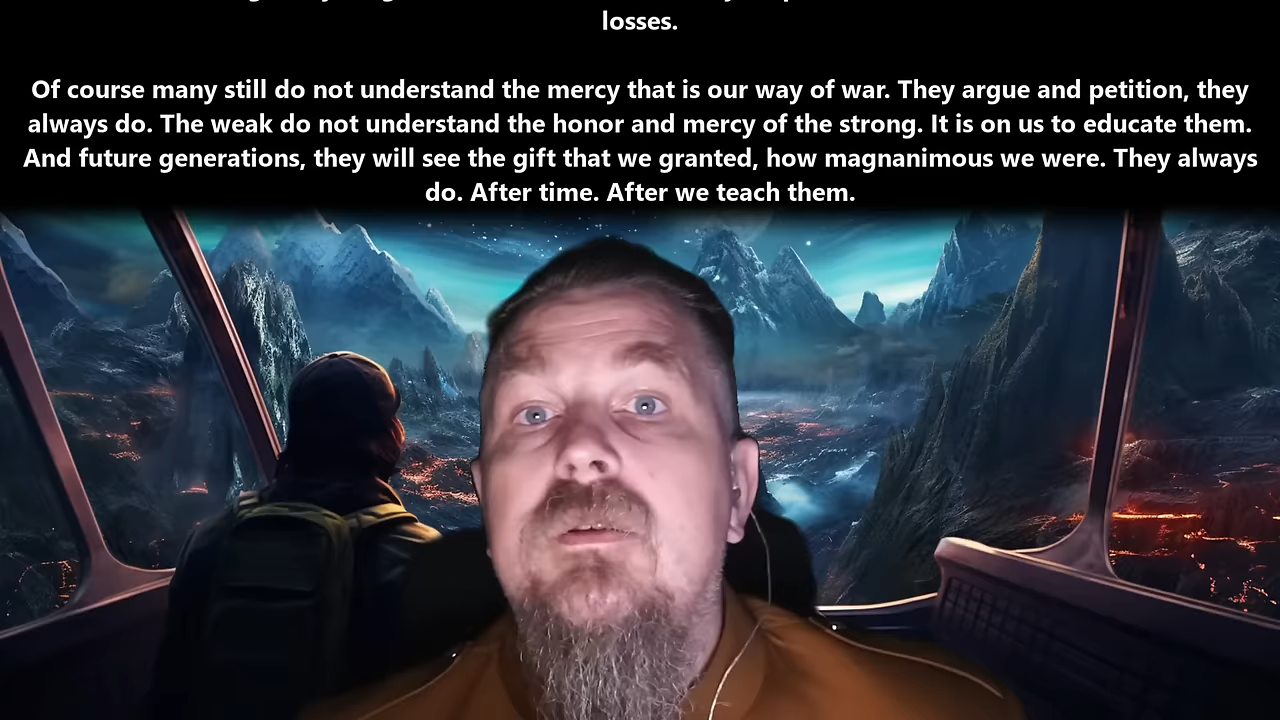 losses.
Of course many still do not understand the mercy that is our way of war. They argue and petition, they
always do. The weak do not understand the honor and mercy of the strong. It is on us to educate them.
And future generations, they will see the gift that we granted, how magnanimous we were. They always
do. After time. After we teach them.